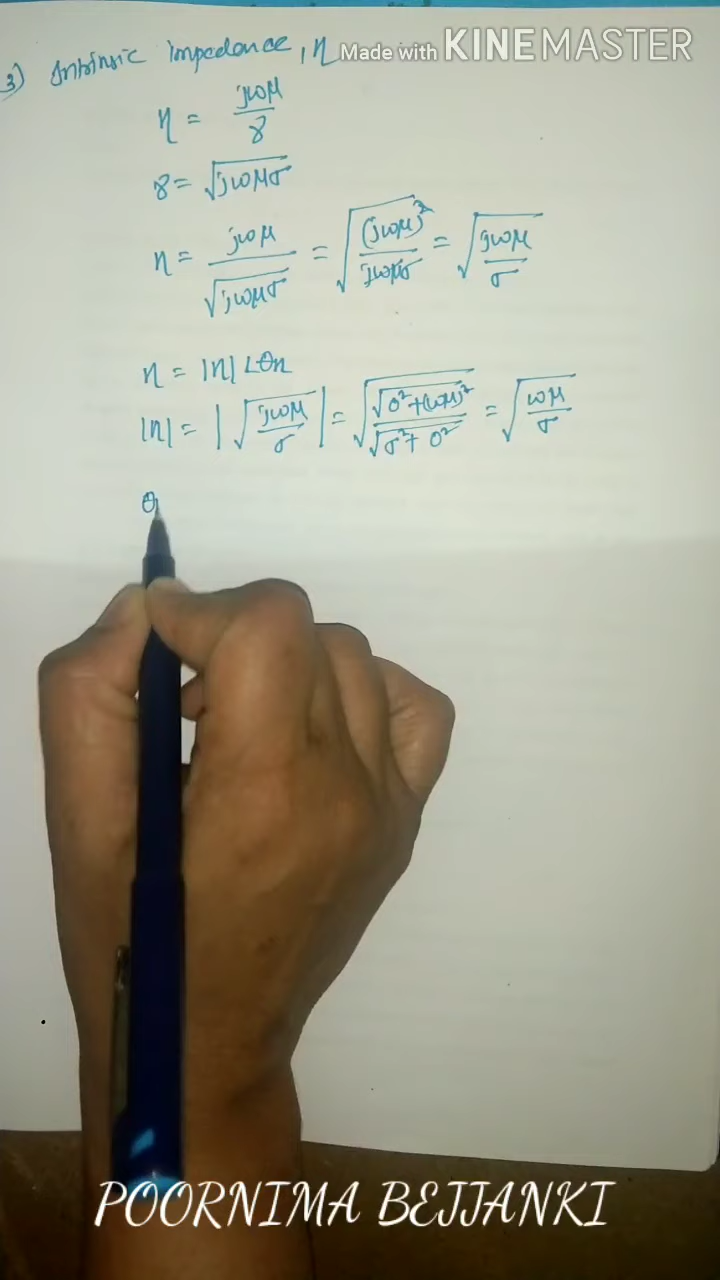 Made with KINEMASTER
3) Intrinsic impedance, η
η = jωμ/γ
γ = √(jωμσ)
η = jωμ/√(jωμσ) = √((jωμ)²/jωμσ) = √(jωμ/σ)
η = |η| ∠θη
|η| = |√(jωμ/σ)| = √(√(0²+(ωμ)²)/√(σ²+0²)) = √(ωμ/σ)
θ
POORNIMA BEJJANKI